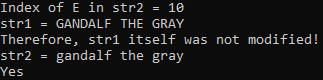 Index of E in str2 = 10
str1 = GANDALF THE GRAY
Therefore, str1 itself was not modified!
str2 = gandalf the gray
Yes